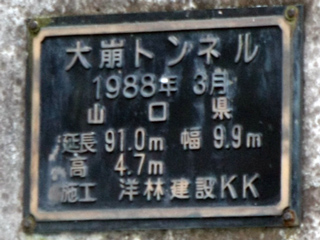 大崩トンネル
1988年 3月
山口県
延長 91.0m 幅 9.9m
高 4.7m
施工 洋林建設KK